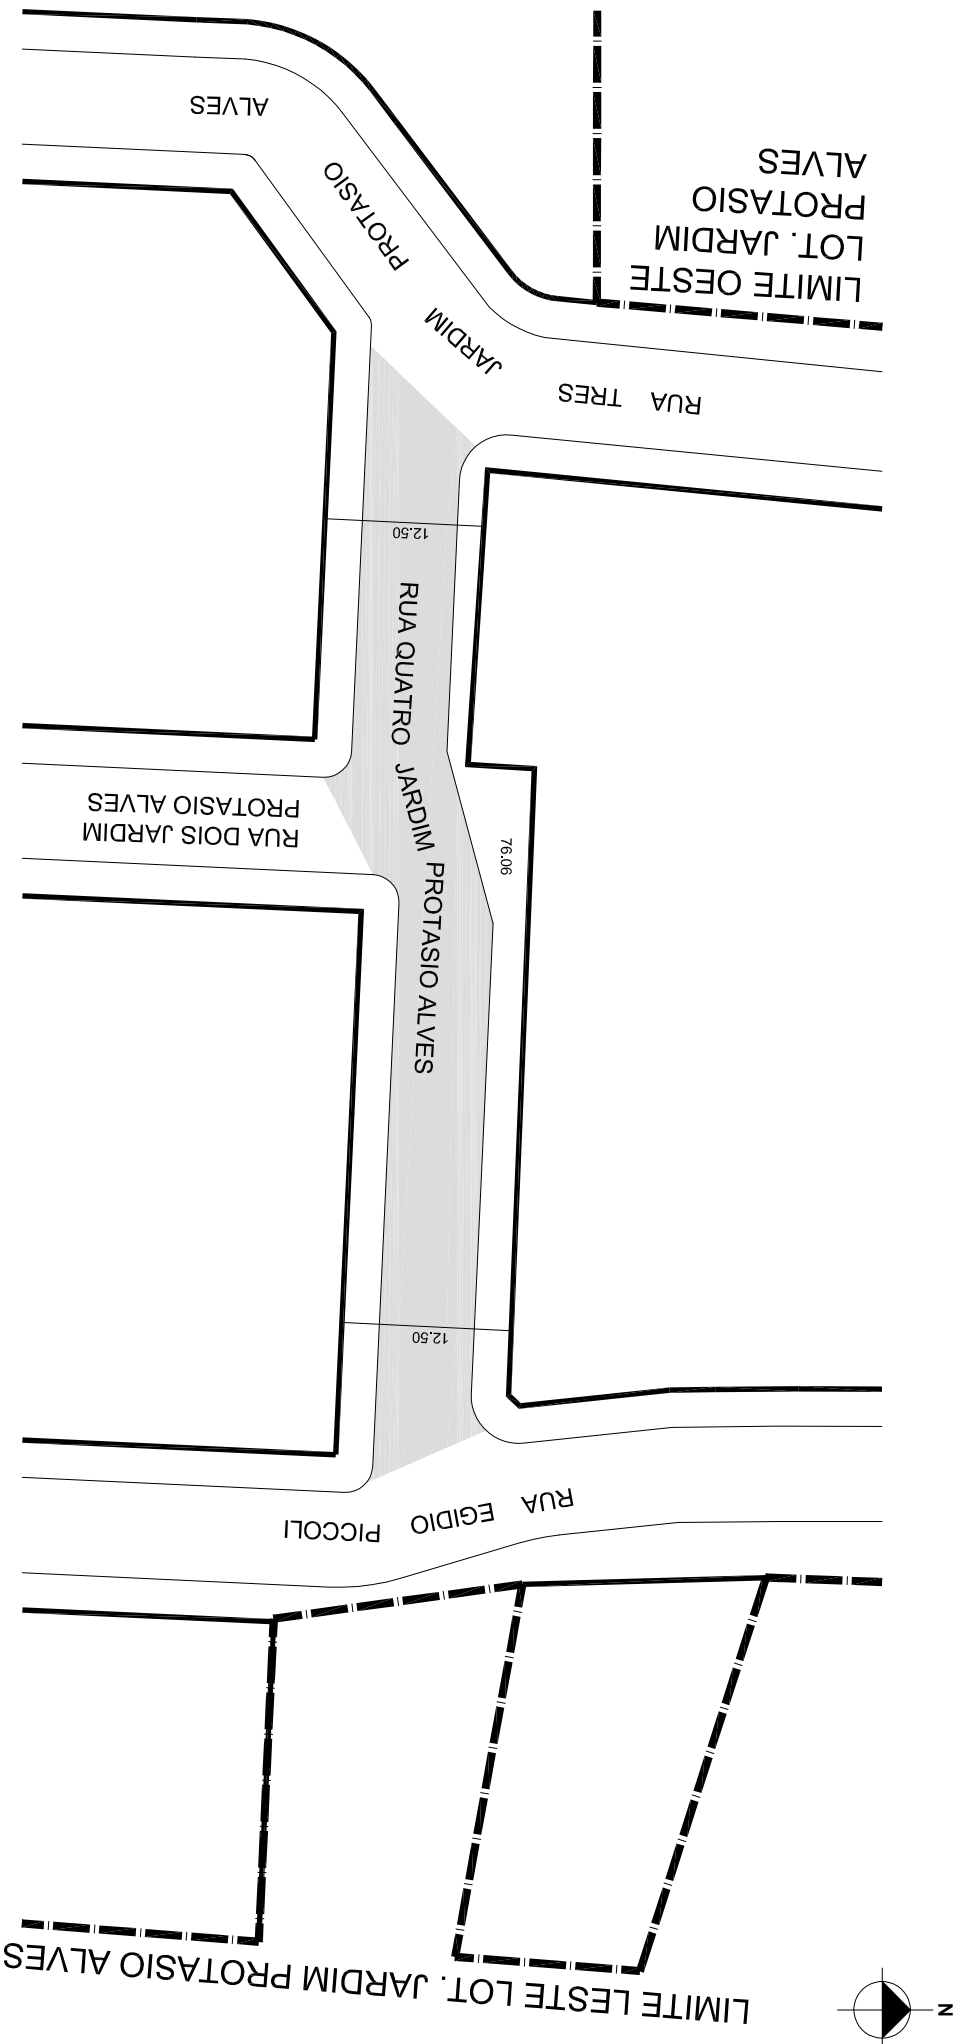 LIMITE OESTE
LOT. JARDIM
PROTASIO
ALVES
RUA TRES JARDIM PROTASIO ALVES
12.50
RUA QUATRO JARDIM PROTASIO ALVES
RUA DOIS JARDIM
PROTASIO ALVES
76.06
12.50
RUA EGIDIO PICCOLI
LIMITE LESTE LOT. JARDIM PROTASIO ALVES
N